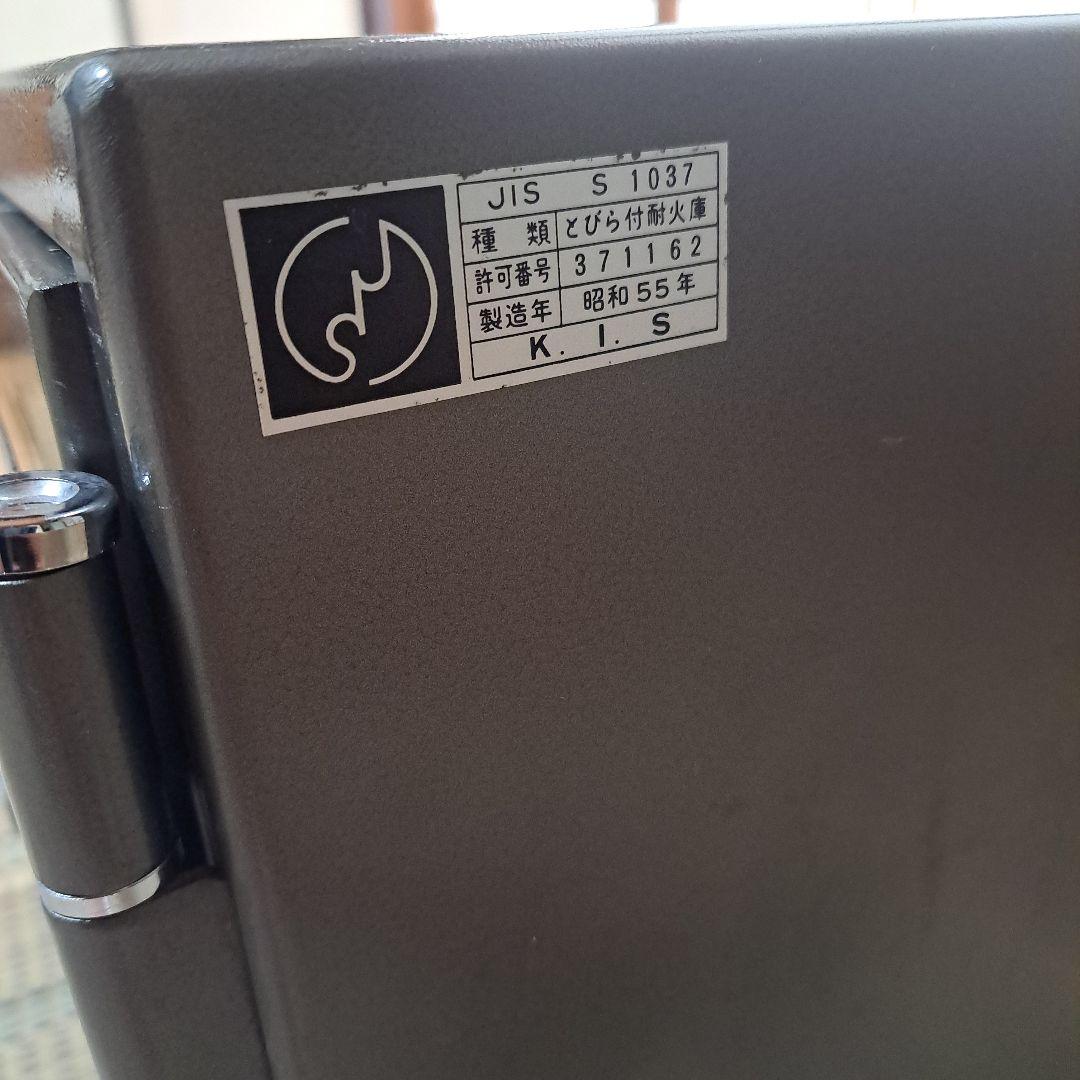 JIS S 1037
種類 とびら付耐火庫
許可番号 371162
製造年 昭和55年
K. I. S